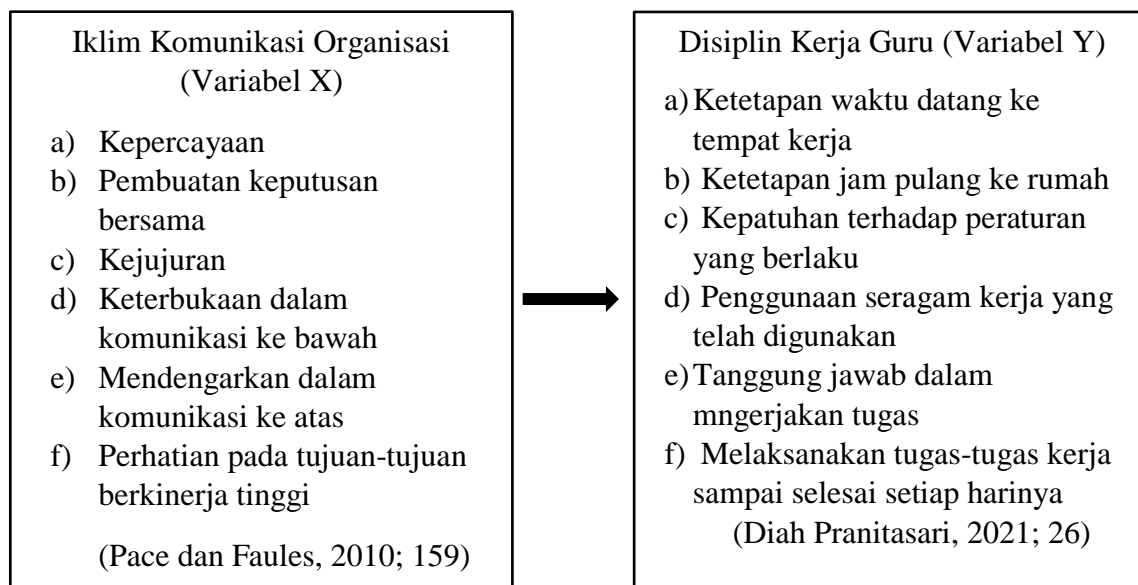 Iklim Komunikasi Organisasi
(Variabel X)
a) Kepercayaan
b) Pembuatan keputusan
bersama
c) Kejujuran
d) Keterbukaan dalam
komunikasi ke bawah
e) Mendengarkan dalam
komunikasi ke atas
f) Perhatian pada tujuan-tujuan
berkinerja tinggi
(Pace dan Faules, 2010; 159)
Disiplin Kerja Guru (Variabel Y)
a) Ketetapan waktu datang ke
tempat kerja
b) Ketetapan jam pulang ke rumah
c) Kepatuhan terhadap peraturan
yang berlaku
d) Penggunaan seragam kerja yang
telah digunakan
e) Tanggung jawab dalam
mngerjakan tugas
f) Melaksanakan tugas-tugas kerja
sampai selesai setiap harinya
(Diah Pranitasari, 2021; 26)